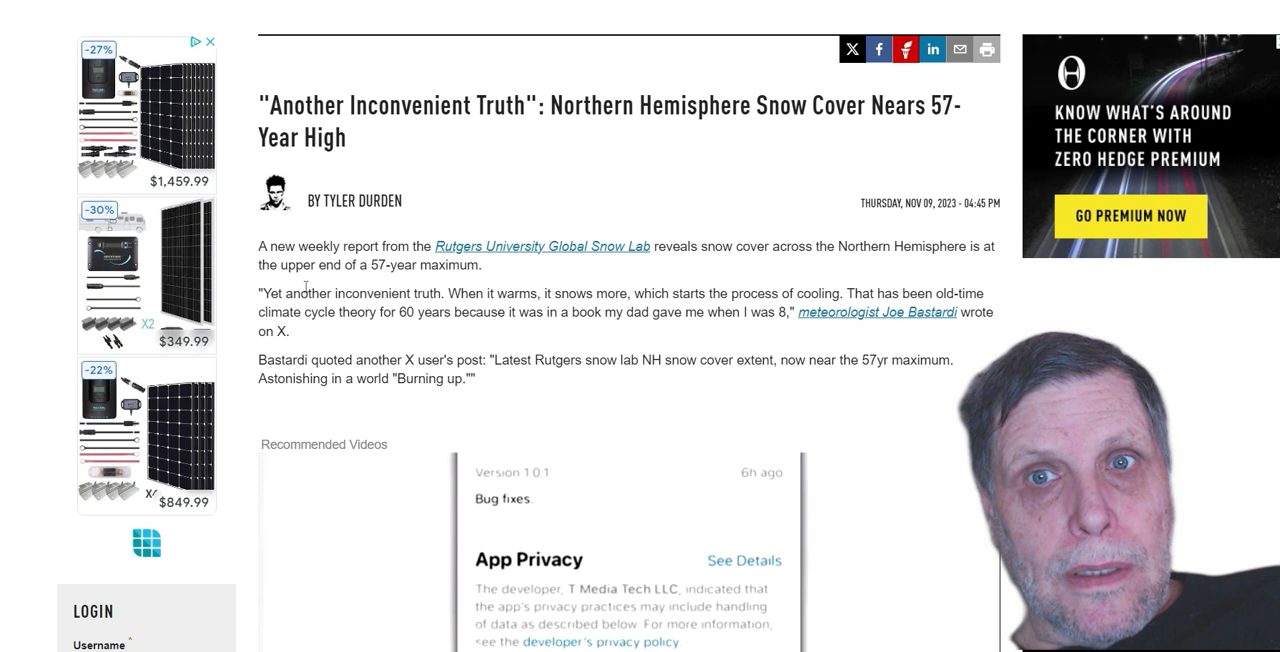 -27%
$1,459.99
-30%
X2
$349.99
-22%
$849.99
LOGIN
Username *
"Another Inconvenient Truth": Northern Hemisphere Snow Cover Nears 57-
Year High
BY TYLER DURDEN
THURSDAY, NOV 09, 2023 - 04:45 PM
A new weekly report from the Rutgers University Global Snow Lab reveals snow cover across the Northern Hemisphere is at
the upper end of a 57-year maximum.
"Yet another inconvenient truth. When it warms, it snows more, which starts the process of cooling. That has been old-time
climate cycle theory for 60 years because it was in a book my dad gave me when I was 8," meteorologist Joe Bastardi wrote
on X.
Bastardi quoted another X user's post: "Latest Rutgers snow lab NH snow cover extent, now near the 57yr maximum.
Astonishing in a world "Burning up.""
Recommended Videos
Version 1.0.1
6h ago
Bug fixes.
App Privacy
See Details
The developer, T Media Tech LLC, indicated that
the app's privacy practices may include handling
of data as described below. For more information,
see the developer's privacy policy.
KNOW WHAT'S AROUND
THE CORNER WITH
ZERO HEDGE PREMIUM
GO PREMIUM NOW